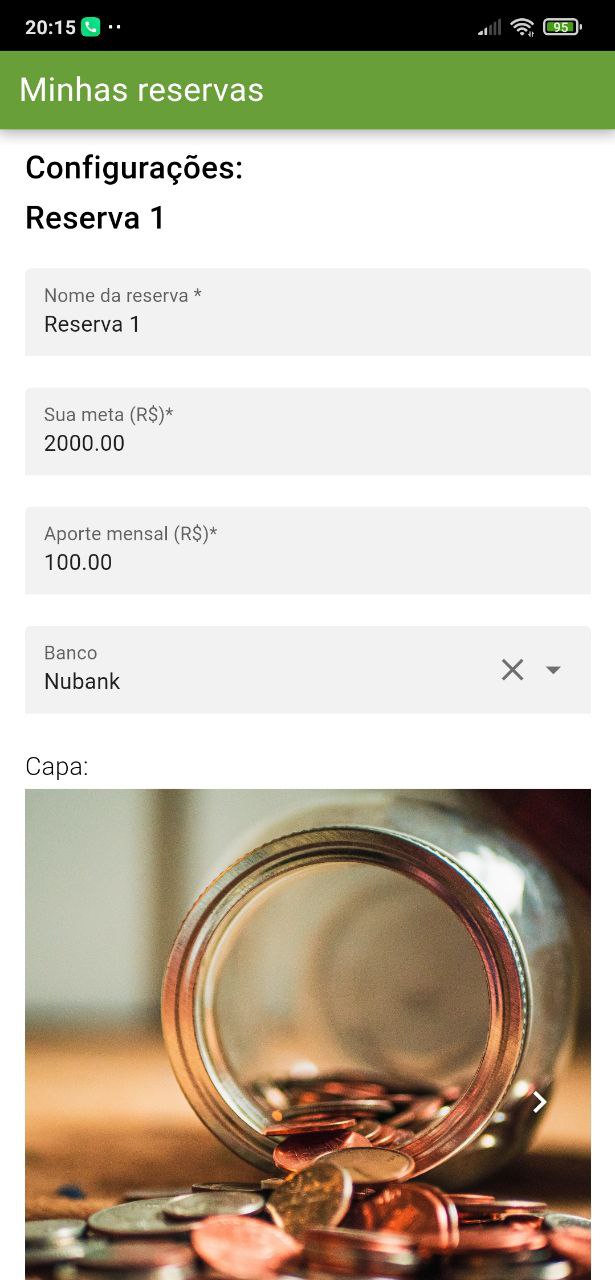 20:15
95
Minhas reservas
Configurações:
Reserva 1
Nome da reserva *
Reserva 1
Sua meta (R$)*
2000.00
Aporte mensal (R$)*
100.00
Banco
Nubank
Capa: